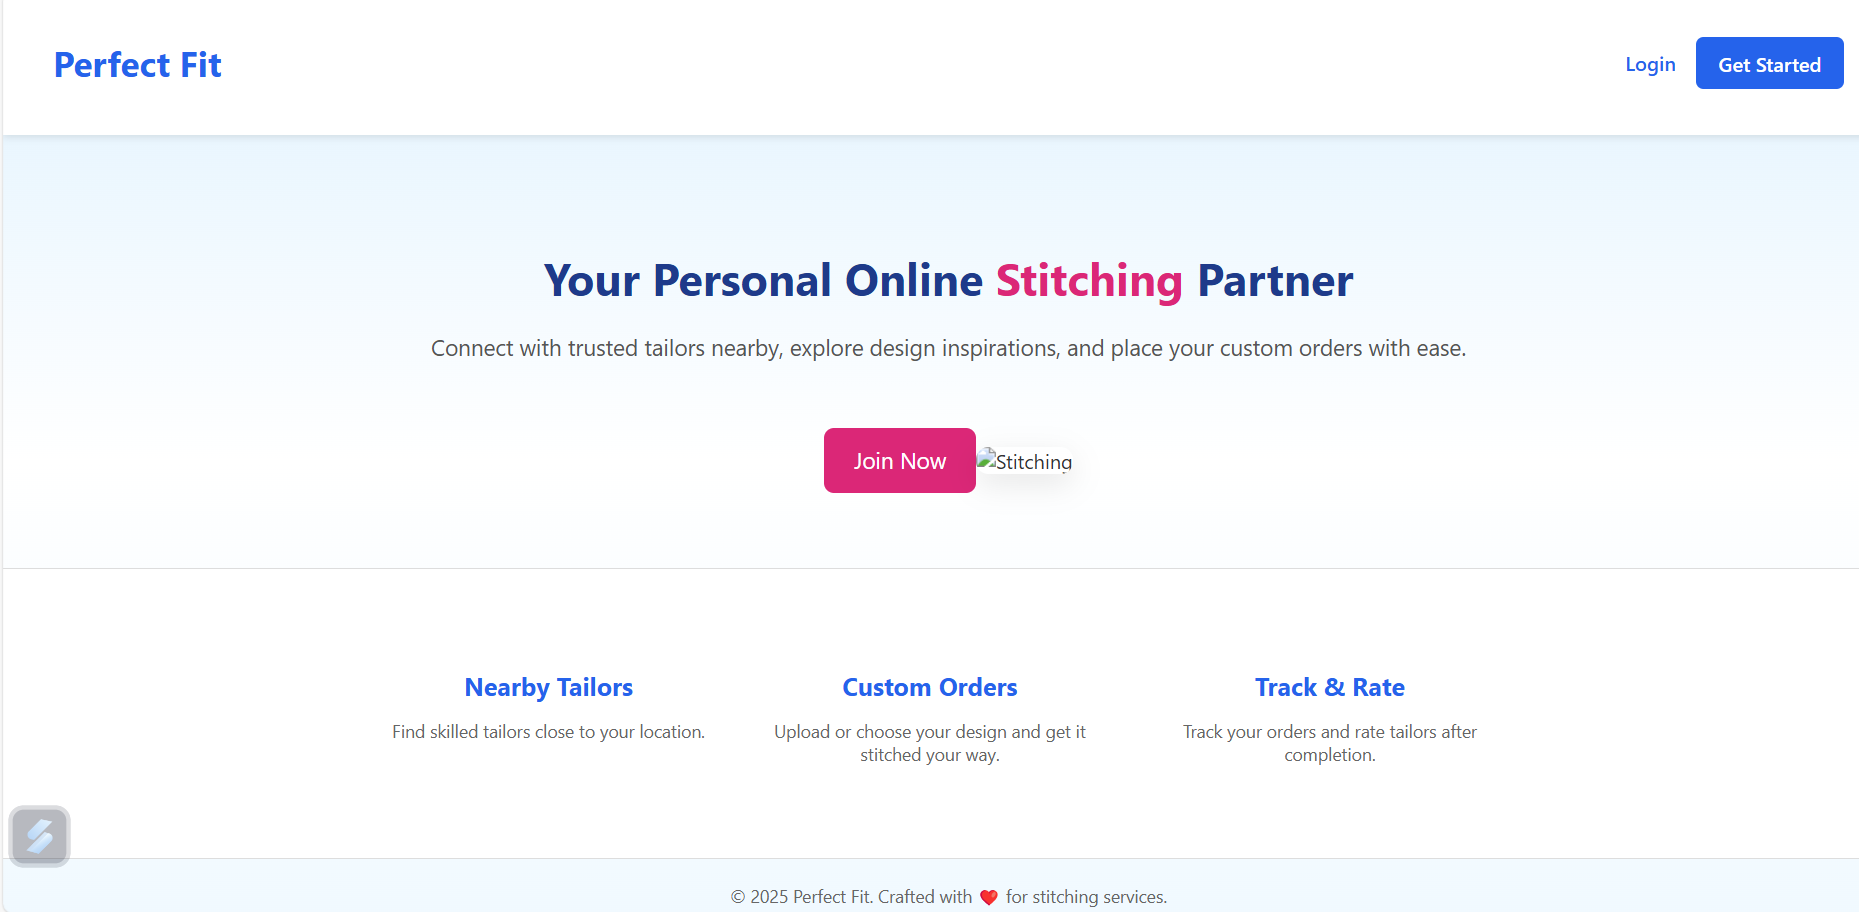 Perfect Fit
Login
Get Started
Your Personal Online Stitching Partner
Connect with trusted tailors nearby, explore design inspirations, and place your custom orders with ease.
Join Now
Stitching
Nearby Tailors
Find skilled tailors close to your location.
Custom Orders
Upload or choose your design and get it
stitched your way.
Track & Rate
Track your orders and rate tailors after
completion.
© 2025 Perfect Fit. Crafted with ❤️ for stitching services.